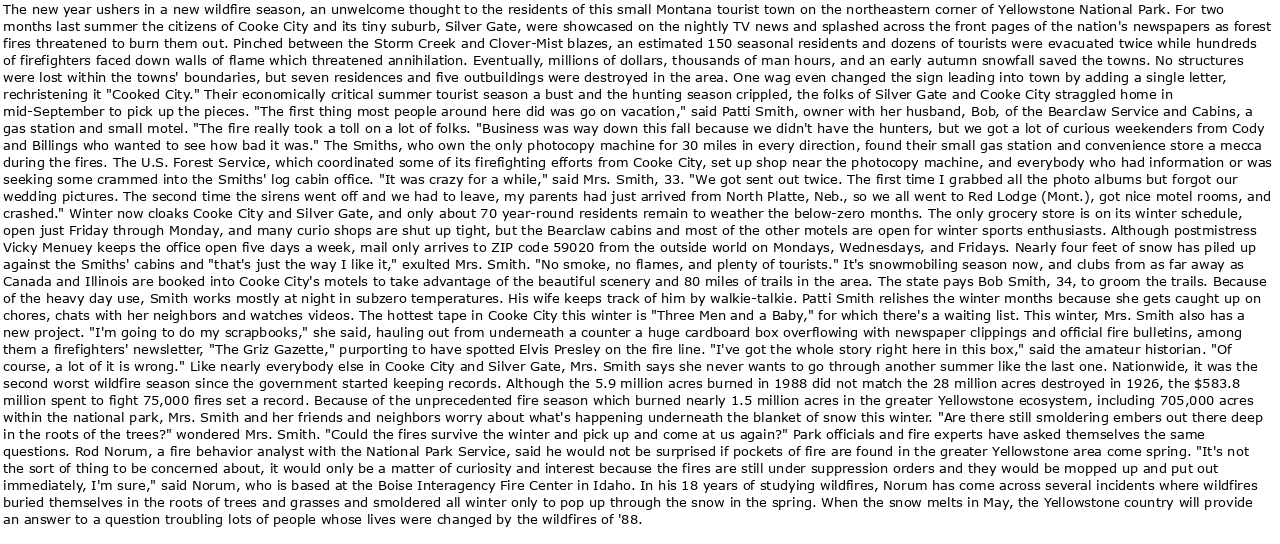 The new year ushers in a new wildfire season, an unwelcome thought to the residents of this small Montana tourist town on the northeastern corner of Yellowstone National Park. For two
months last summer the citizens of Cooke City and its tiny suburb, Silver Gate, were showcased on the nightly TV news and splashed across the front pages of the nation's newspapers as forest
fires threatened to burn them out. Pinched between the Storm Creek and Clover-Mist blazes, an estimated 150 seasonal residents and dozens of tourists were evacuated twice while hundreds
of firefighters faced down walls of flame which threatened annihilation. Eventually, millions of dollars, thousands of man hours, and an early autumn snowfall saved the towns. No structures
were lost within the towns' boundaries, but seven residences and five outbuildings were destroyed in the area. One wag even changed the sign leading into town by adding a single letter,
rechristening it "Cooked City." Their economically critical summer tourist season a bust and the hunting season crippled, the folks of Silver Gate and Cooke City straggled home in
mid-September to pick up the pieces. "The first thing most people around here did was go on vacation," said Patti Smith, owner with her husband, Bob, of the Bearclaw Service and Cabins, a
gas station and small motel. "The fire really took a toll on a lot of folks. "Business was way down this fall because we didn't have the hunters, but we got a lot of curious weekenders from Cody
and Billings who wanted to see how bad it was." The Smiths, who own the only photocopy machine for 30 miles in every direction, found their small gas station and convenience store a mecca
during the fires. The U.S. Forest Service, which coordinated some of its firefighting efforts from Cooke City, set up shop near the photocopy machine, and everybody who had information or was
seeking some crammed into the Smiths' log cabin office. "It was crazy for a while," said Mrs. Smith, 33. "We got sent out twice. The first time I grabbed all the photo albums but forgot our
wedding pictures. The second time the sirens went off and we had to leave, my parents had just arrived from North Platte, Neb., so we all went to Red Lodge (Mont.), got nice motel rooms, and
crashed." Winter now cloaks Cooke City and Silver Gate, and only about 70 year-round residents remain to weather the below-zero months. The only grocery store is on its winter schedule,
open just Friday through Monday, and many curio shops are shut up tight, but the Bearclaw cabins and most of the other motels are open for winter sports enthusiasts. Although postmistress
Vicky Menuey keeps the office open five days a week, mail only arrives to ZIP code 59020 from the outside world on Mondays, Wednesdays, and Fridays. Nearly four feet of snow has piled up
against the Smiths' cabins and "that's just the way I like it," exulted Mrs. Smith. "No smoke, no flames, and plenty of tourists." It's snowmobiling season now, and clubs from as far away as
Canada and Illinois are booked into Cooke City's motels to take advantage of the beautiful scenery and 80 miles of trails in the area. The state pays Bob Smith, 34, to groom the trails. Because
of the heavy day use, Smith works mostly at night in subzero temperatures. His wife keeps track of him by walkie-talkie. Patti Smith relishes the winter months because she gets caught up on
chores, chats with her neighbors and watches videos. The hottest tape in Cooke City this winter is "Three Men and a Baby," for which there's a waiting list. This winter, Mrs. Smith also has a
new project. "I'm going to do my scrapbooks," she said, hauling out from underneath a counter a huge cardboard box overflowing with newspaper clippings and official fire bulletins, among
them a firefighters' newsletter, "The Griz Gazette," purporting to have spotted Elvis Presley on the fire line. "I've got the whole story right here in this box," said the amateur historian. "Of
course, a lot of it is wrong." Like nearly everybody else in Cooke City and Silver Gate, Mrs. Smith says she never wants to go through another summer like the last one. Nationwide, it was the
second worst wildfire season since the government started keeping records. Although the 5.9 million acres burned in 1988 did not match the 28 million acres destroyed in 1926, the $583.8
million spent to fight 75,000 fires set a record. Because of the unprecedented fire season which burned nearly 1.5 million acres in the greater Yellowstone ecosystem, including 705,000 acres
within the national park, Mrs. Smith and her friends and neighbors worry about what's happening underneath the blanket of snow this winter. "Are there still smoldering embers out there deep
in the roots of the trees?" wondered Mrs. Smith. "Could the fires survive the winter and pick up and come at us again?" Park officials and fire experts have asked themselves the same
questions. Rod Norum, a fire behavior analyst with the National Park Service, said he would not be surprised if pockets of fire are found in the greater Yellowstone area come spring. "It's not
the sort of thing to be concerned about, it would only be a matter of curiosity and interest because the fires are still under suppression orders and they would be mopped up and put out
immediately, I'm sure," said Norum, who is based at the Boise Interagency Fire Center in Idaho. In his 18 years of studying wildfires, Norum has come across several incidents where wildfires
buried themselves in the roots of trees and grasses and smoldered all winter only to pop up through the snow in the spring. When the snow melts in May, the Yellowstone country will provide
an answer to a question troubling lots of people whose lives were changed by the wildfires of '88.